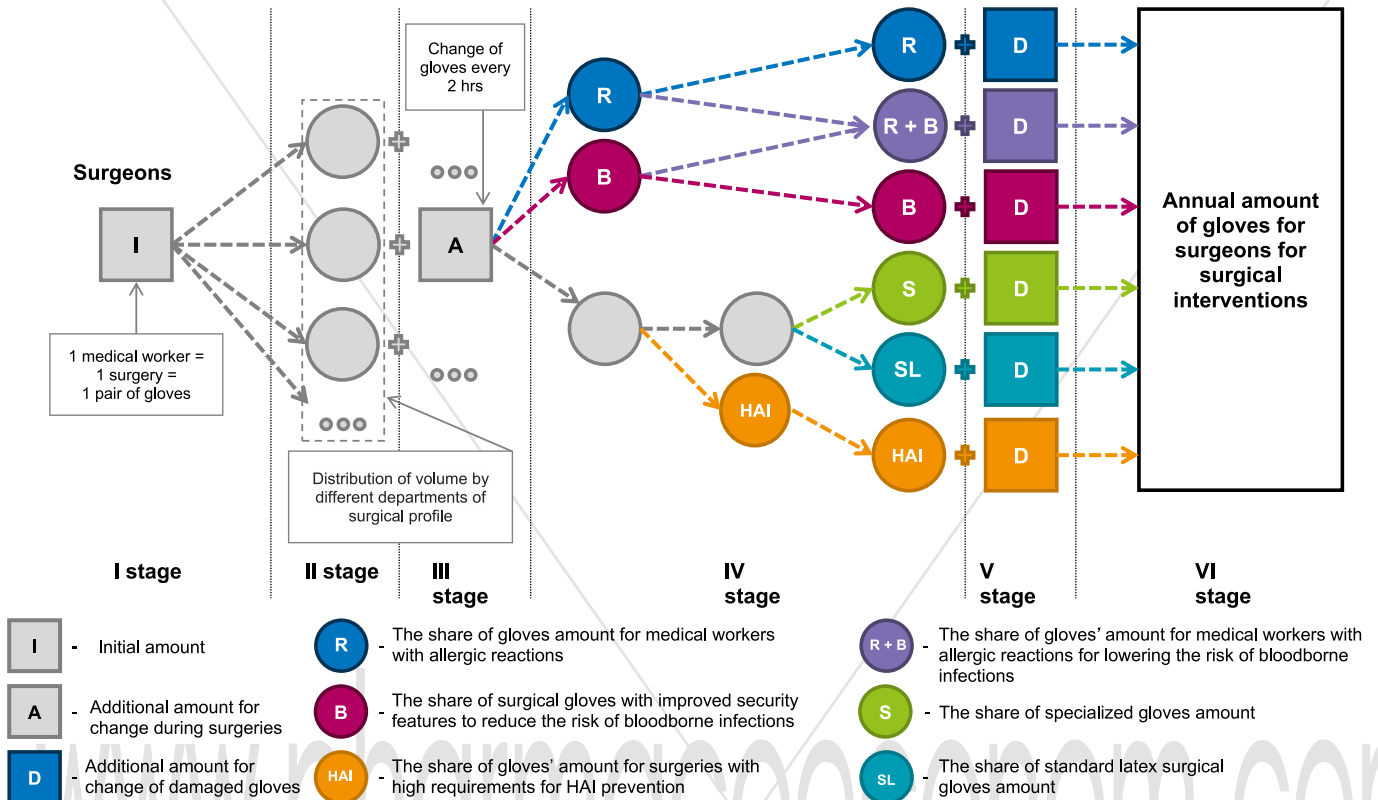 Change of
gloves every
2 hrs
Surgeons
I
1 medical worker =
1 surgery =
1 pair of gloves
Distribution of volume by
different departments of
surgical profile
A
R
B
HAI
R
D
R + B
D
B
D
S
D
SL
D
HAI
D
Annual amount
of gloves for
surgeons for
surgical
interventions
I stage
II stage
III
stage
IV
stage
V
stage
VI
stage
I - Initial amount
A - Additional amount for
change during surgeries
D - Additional amount for
change of damaged gloves
R - The share of gloves amount for medical workers
with allergic reactions
B - The share of surgical gloves with improved security
features to reduce the risk of bloodborne infections
HAI - The share of gloves' amount for surgeries with
high requirements for HAI prevention
R + B - The share of gloves' amount for medical workers with
allergic reactions for lowering the risk of bloodborne
infections
S - The share of specialized gloves amount
SL - The share of standard latex surgical
gloves amount